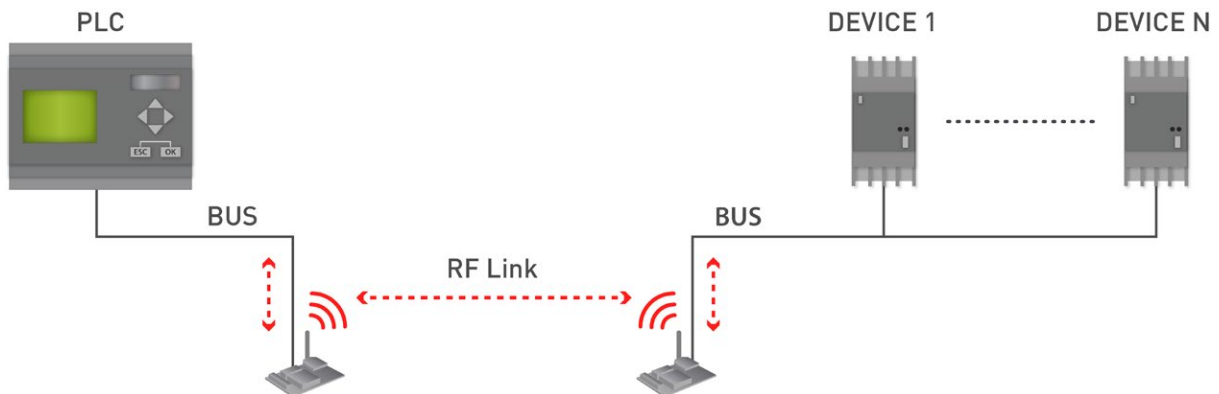 PLC
DEVICE 1
DEVICE N
ESC
OK
BUS
BUS
RF Link